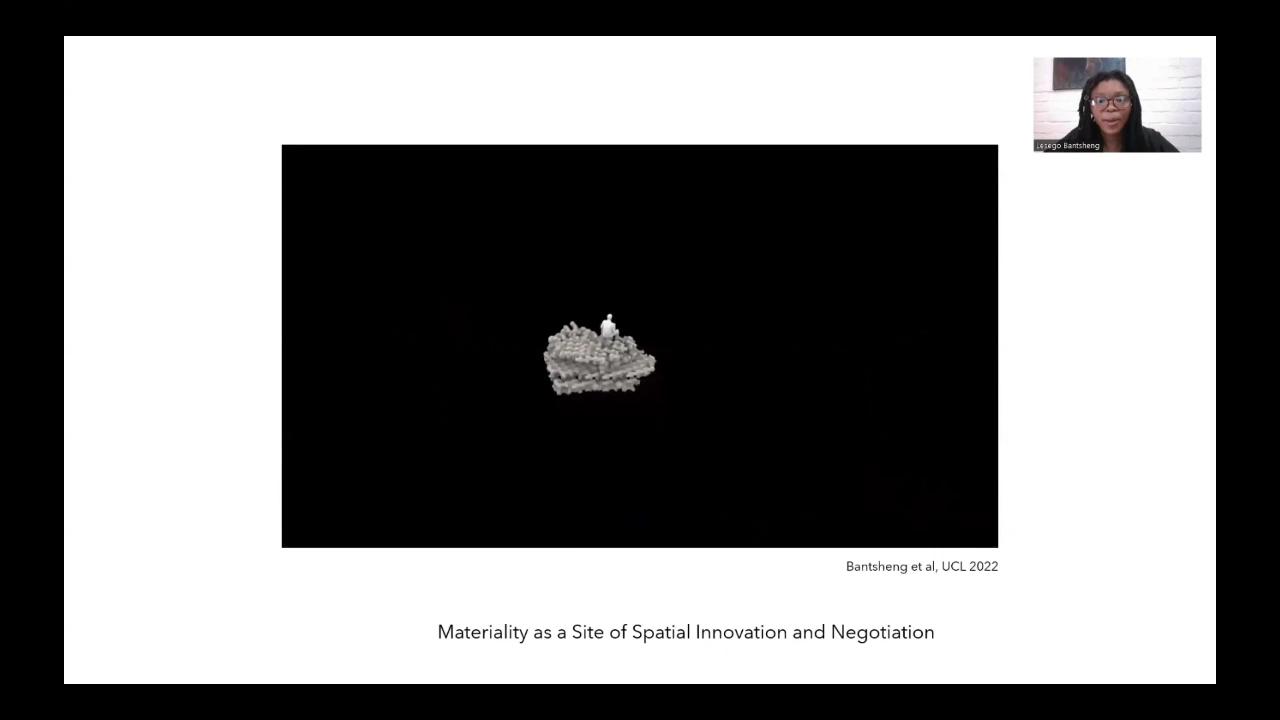 Lesego Bantsheng
Bantsheng et al, UCL 2022
Materiality as a Site of Spatial Innovation and Negotiation